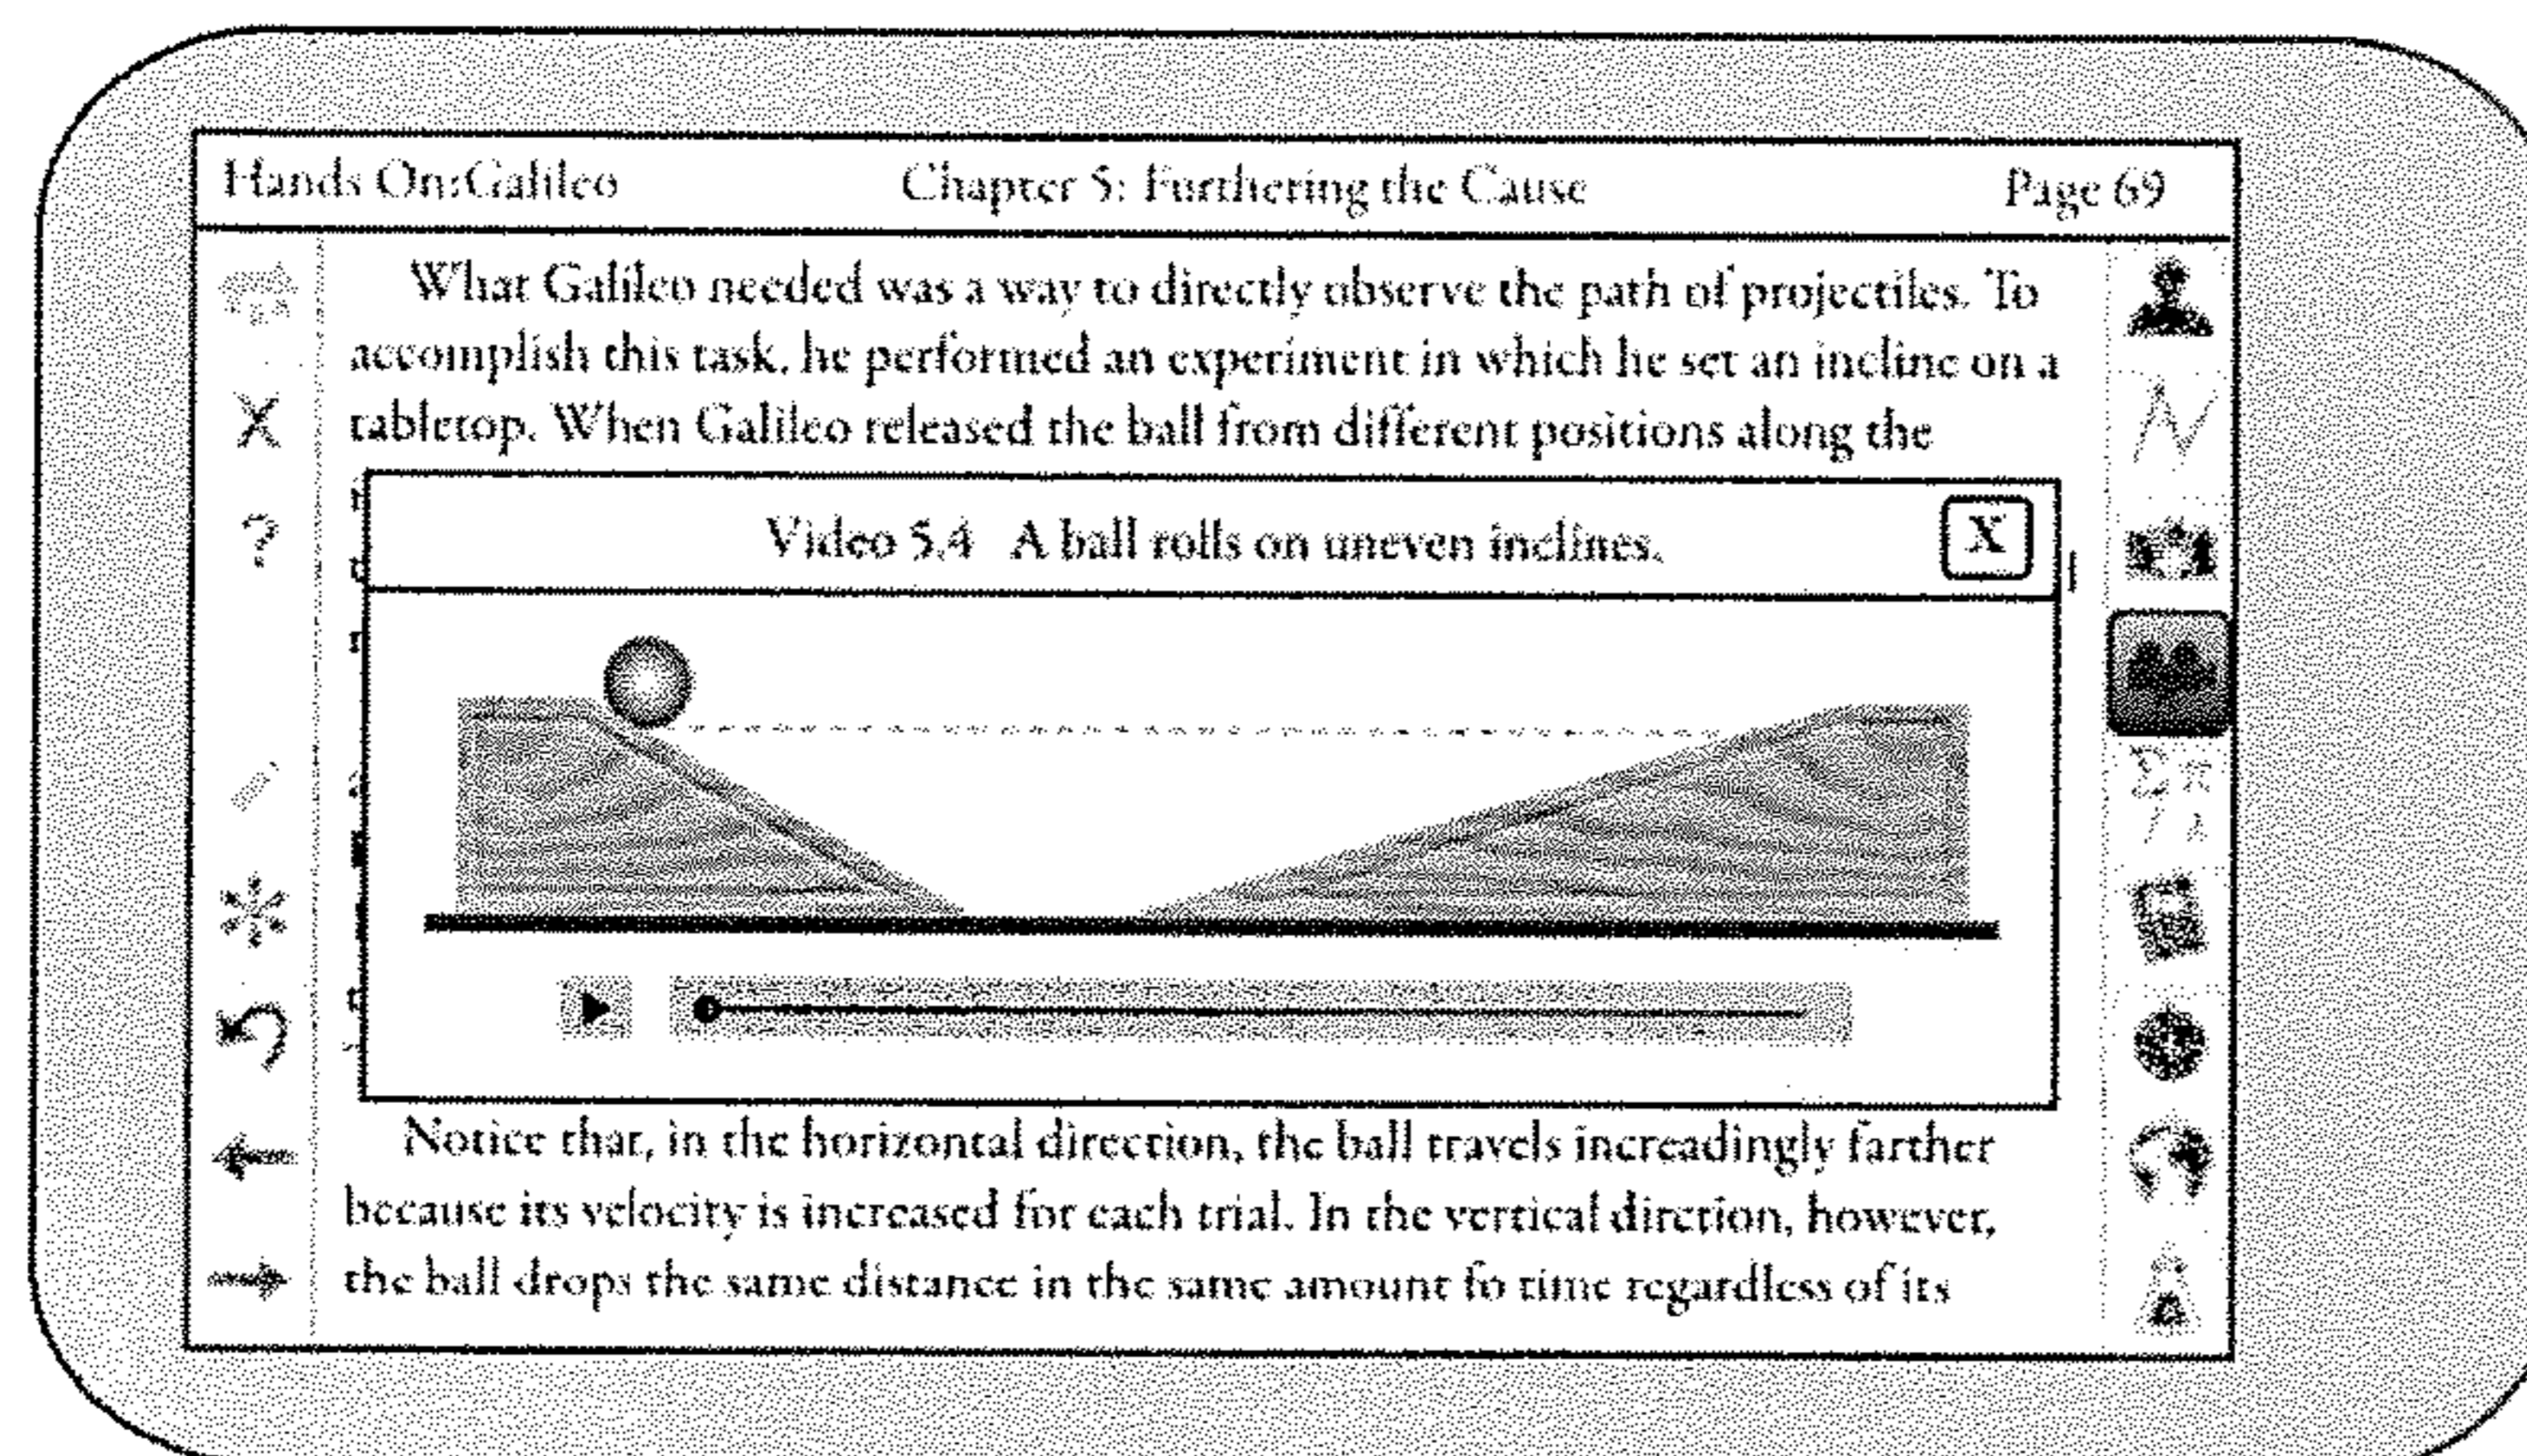 Hands On:Galileo
Chapter 5: Furthering the Cause
Page 69
What Galileo needed was a way to directly observe the path of projectiles. To
accomplish this task, he performed an experiment in which he set an incline on a
tabletop. When Galileo released the ball from different positions along the
Video 5.4 A ball rolls on uneven inclines.
X
Notice that, in the horizontal direction, the ball travels increadingly farther
because its velocity is increased for each trial. In the vertical dirction, however,
the ball drops the same distance in the same amount fo time regardless of its
X
?